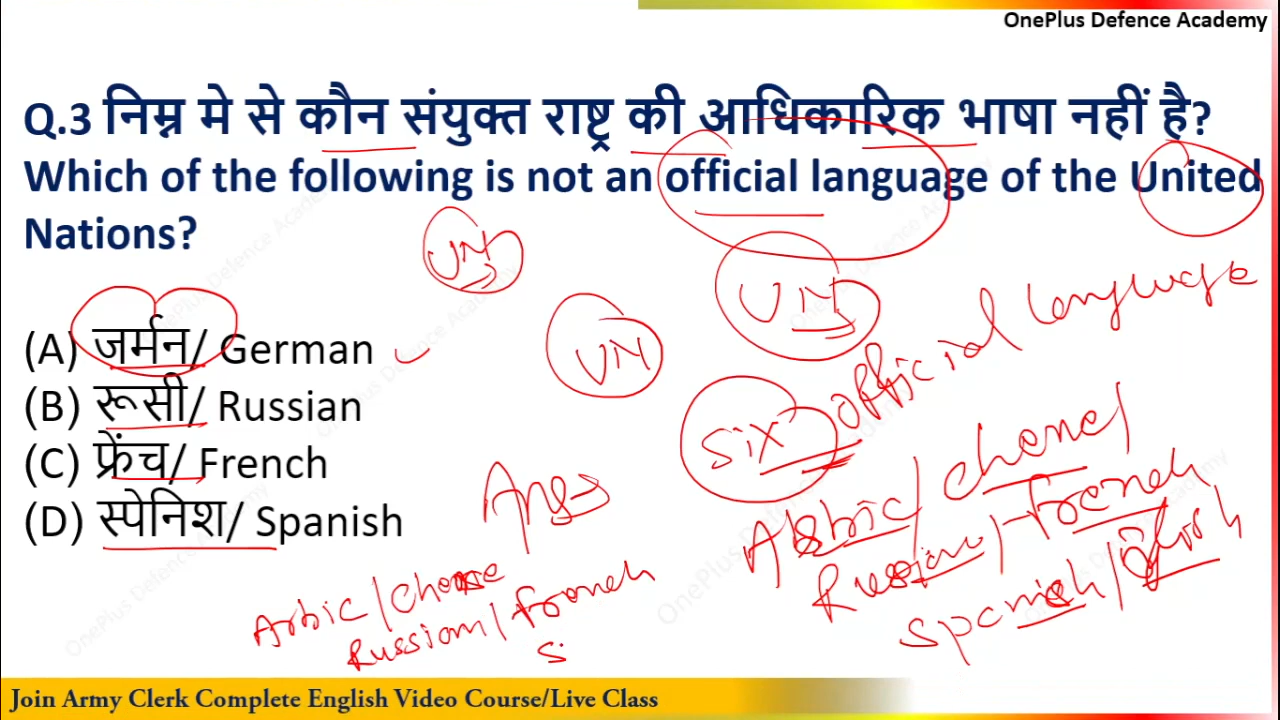 OnePlus Defence Academy
Q.3 निम्न मे से कौन संयुक्त राष्ट्र की आधिकारिक भाषा नहीं है?
Which of the following is not an official language of the United
Nations?
UN
UN
UN
(A) जर्मन/ German
(B) रूसी/ Russian
(C) फ्रेंच/ French
(D) स्पेनिश/ Spanish
Six official language
Ans
Arbic/
Russian/French
Spanish/
Arbic/
Russian/French
S
Join Army Clerk Complete English Video Course/Live Class